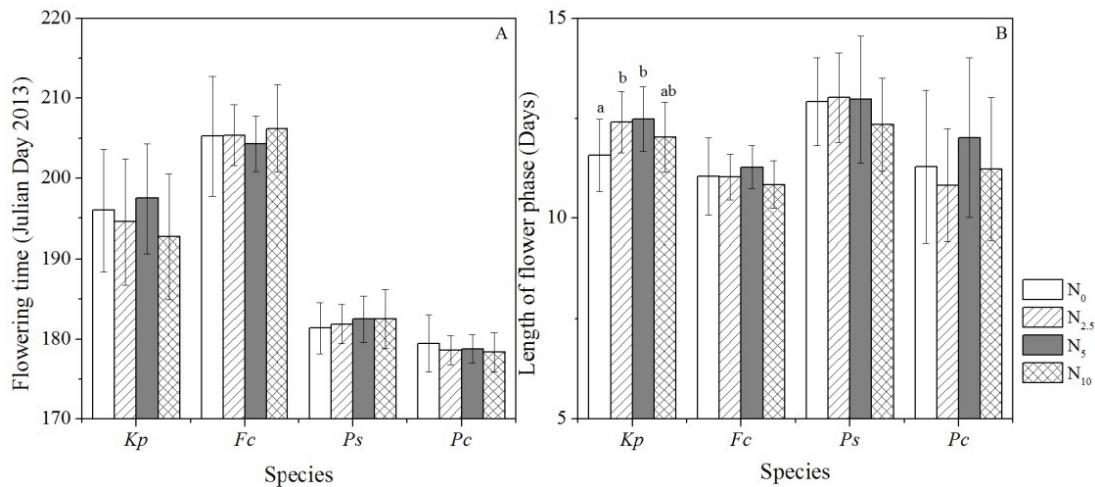 220
210
200
190
180
170
Flowering time (Julian Day 2013)
A
Kp Fc Ps Pc
Species
15
10
5
Length of flower phase (Days)
B
a b b ab
Kp Fc Ps Pc
Species
N0
N2.5
N5
N10